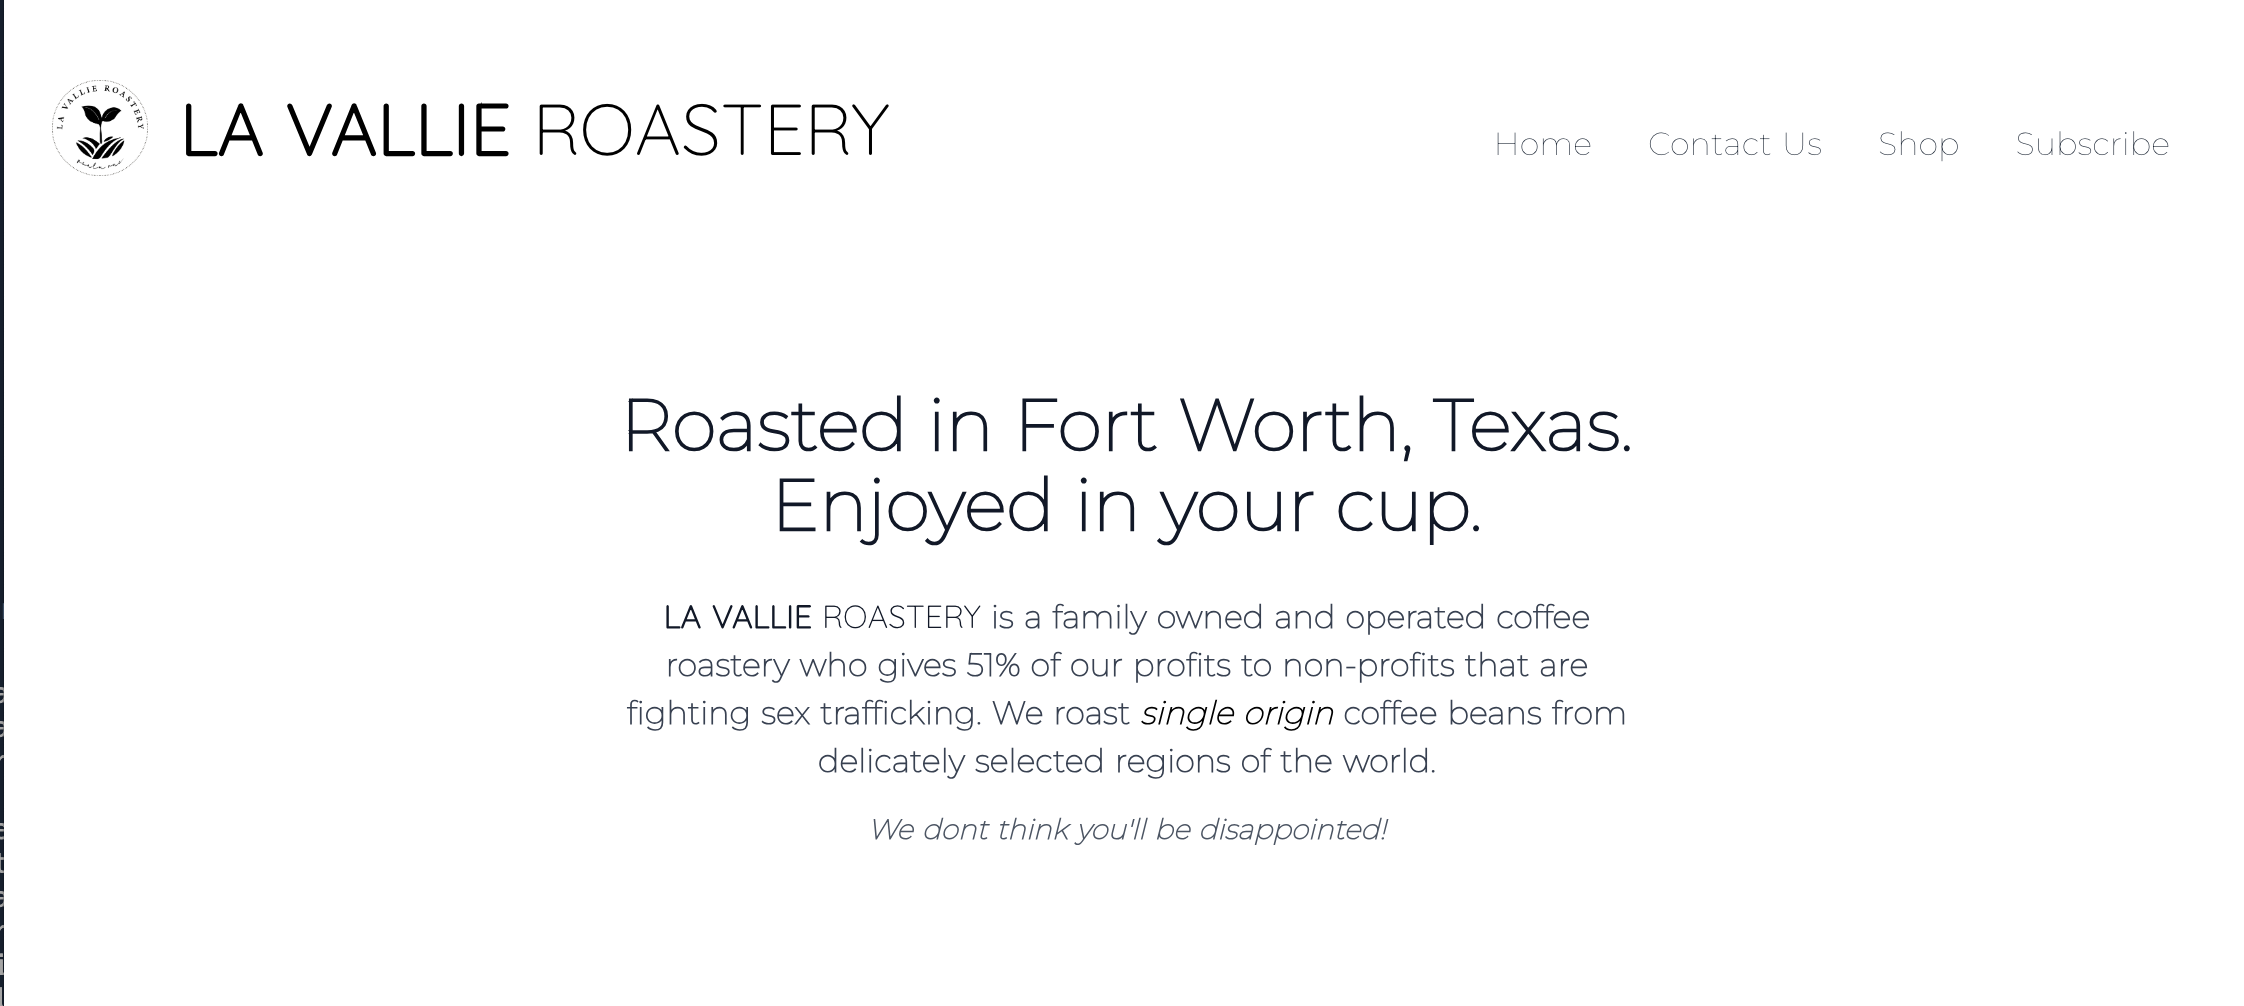 LA VALLIE ROASTERY
LA VALLIE ROASTERY
Home Contact Us Shop Subscribe
Roasted in Fort Worth, Texas.
Enjoyed in your cup.
LA VALLIE ROASTERY is a family owned and operated coffee
roastery who gives 51% of our profits to non-profits that are
fighting sex trafficking. We roast single origin coffee beans from
delicately selected regions of the world.
We dont think you'll be disappointed!